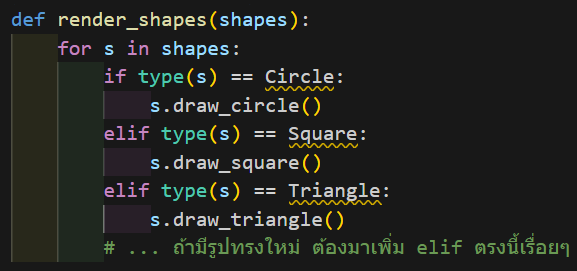 def render_shapes(shapes):
    for s in shapes:
        if type(s) == Circle:
            s.draw_circle()
        elif type(s) == Square:
            s.draw_square()
        elif type(s) == Triangle:
            s.draw_triangle()
        # ... ถ้ามีรูปทรงใหม่ ต้องมาเพิ่ม elif ตรงนี้เรื่อยๆ